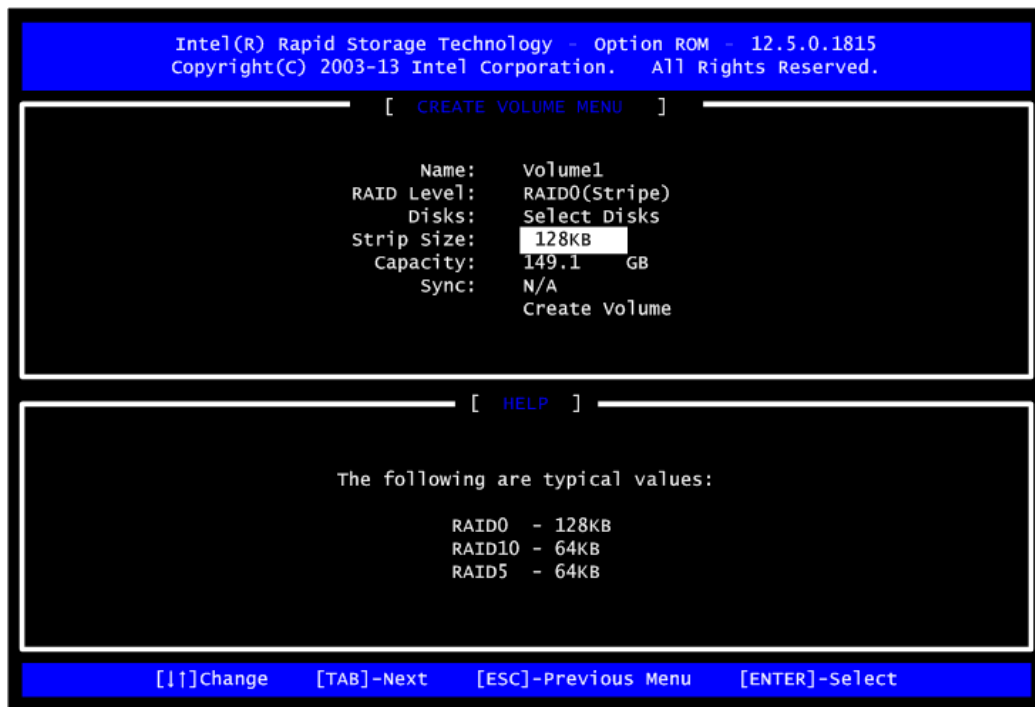 Intel(R) Rapid Storage Technology - Option ROM - 12.5.0.1815
Copyright(C) 2003-13 Intel Corporation. All Rights Reserved.
[ CREATE VOLUME MENU ]
Name: Volume1
RAID Level: RAID0(Stripe)
Disks: Select Disks
Strip Size: 128KB
Capacity: 149.1 GB
Sync: N/A
Create Volume
[ HELP ]
The following are typical values:
RAID0 - 128KB
RAID10 - 64KB
RAID5 - 64KB
[↓↑]Change [TAB]-Next [ESC]-Previous Menu [ENTER]-Select